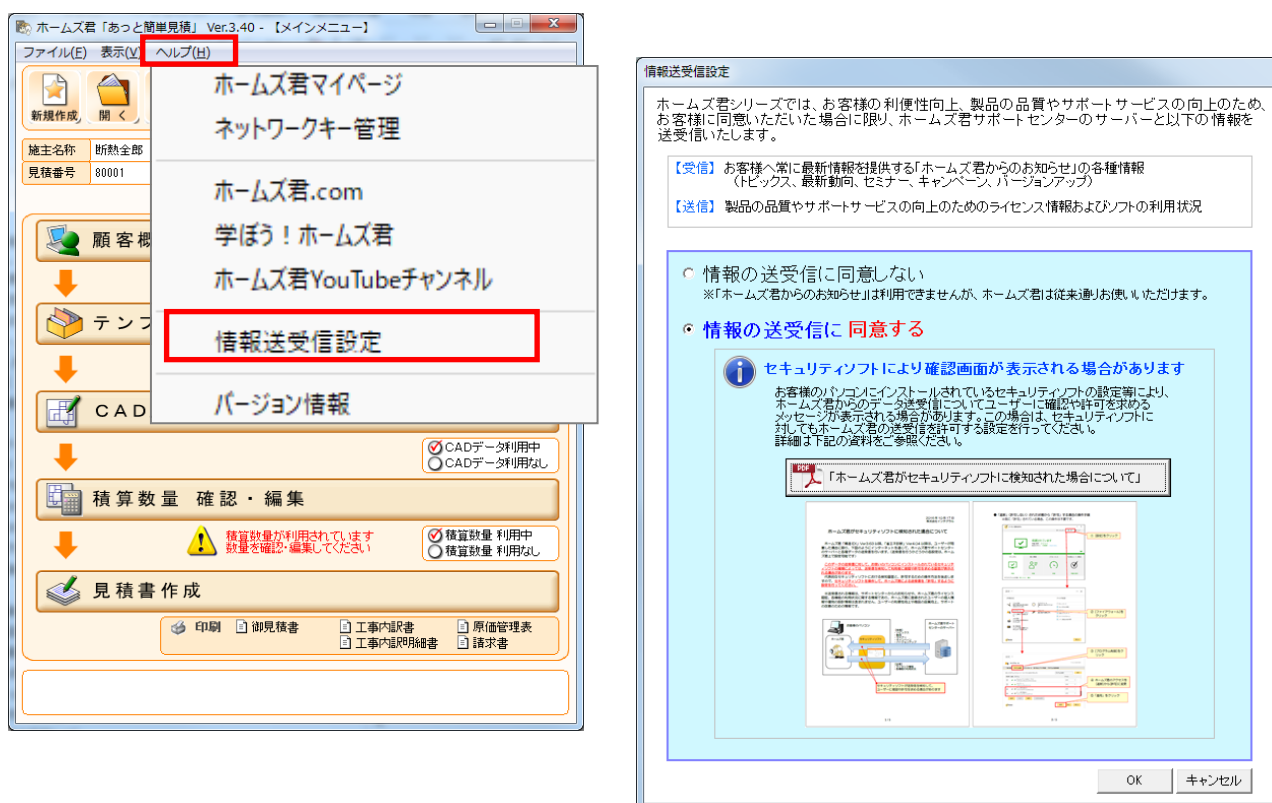 ホームズ君「あっと簡単見積」 Ver.3.40 - 【メインメニュー】
ファイル(F) 表示(V) ヘルプ(H)
新規作成
開く
施主名称 断熱全郎
見積番号 80001
ホームズ君マイページ
ネットワークキー管理
ホームズ君.com
学ぼう！ホームズ君
ホームズ君YouTubeチャンネル
情報送受信設定
バージョン情報
顧客概
テンプ
CAD
CADデータ利用中
CADデータ利用なし
積算数量 確認・編集
積算数量が利用されています
数量を確認・編集してください
積算数量 利用中
積算数量 利用なし
見積書作成
印刷 御見積書 工事内訳書 原価管理表
工事内訳明細書 請求書
情報送受信設定
ホームズ君シリーズでは、お客様の利便性向上、製品の品質やサポートサービスの向上のため、
お客様に同意いただいた場合に限り、ホームズ君サポートセンターのサーバーと以下の情報を
送受信いたします。
【受信】 お客様へ常に最新情報を提供する「ホームズ君からのお知らせ」の各種情報
（トピックス、最新動向、セミナー、キャンペーン、バージョンアップ）
【送信】 製品の品質やサポートサービスの向上のためのライセンス情報およびソフトの利用状況
情報の送受信に同意しない
※「ホームズ君からのお知らせ」は利用できませんが、ホームズ君は従来通りお使いいただけます。
情報の送受信に 同意する
セキュリティソフトにより確認画面が表示される場合があります
お客様のパソコンにインストールされているセキュリティソフトの設定等により、
ホームズ君からのデータ送受信についてユーザーに確認や許可を求める
メッセージが表示される場合があります。この場合は、セキュリティソフトに
対してもホームズ君の送受信を許可する設定を行ってください。
詳細は下記の資料をご参照ください。
PDF 「ホームズ君がセキュリティソフトに検知された場合について」
ホームズ君がセキュリティソフトに検知された場合について
OK キャンセル